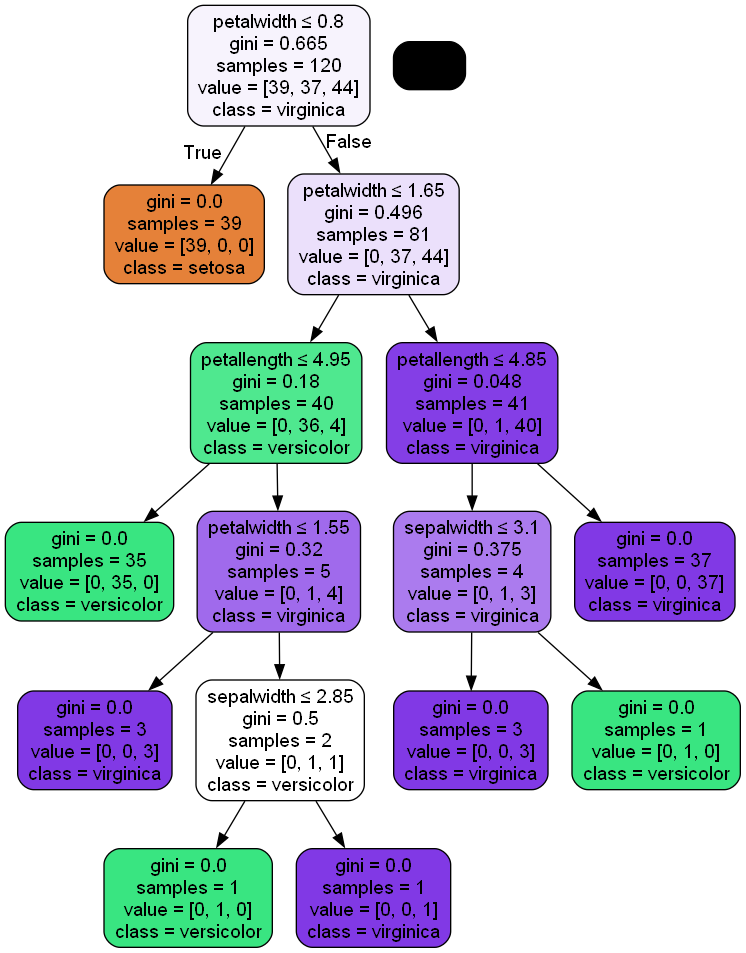 petalwidth ≤ 0.8
gini = 0.665
samples = 120
value = [39, 37, 44]
class = virginica
True
False
gini = 0.0
samples = 39
value = [39, 0, 0]
class = setosa
petalwidth ≤ 1.65
gini = 0.496
samples = 81
value = [0, 37, 44]
class = virginica
petallength ≤ 4.95
gini = 0.18
samples = 40
value = [0, 36, 4]
class = versicolor
petallength ≤ 4.85
gini = 0.048
samples = 41
value = [0, 1, 40]
class = virginica
gini = 0.0
samples = 35
value = [0, 35, 0]
class = versicolor
petalwidth ≤ 1.55
gini = 0.32
samples = 5
value = [0, 1, 4]
class = virginica
sepalwidth ≤ 3.1
gini = 0.375
samples = 4
value = [0, 1, 3]
class = virginica
gini = 0.0
samples = 37
value = [0, 0, 37]
class = virginica
gini = 0.0
samples = 3
value = [0, 0, 3]
class = virginica
sepalwidth ≤ 2.85
gini = 0.5
samples = 2
value = [0, 1, 1]
class = versicolor
gini = 0.0
samples = 3
value = [0, 0, 3]
class = virginica
gini = 0.0
samples = 1
value = [0, 1, 0]
class = versicolor
gini = 0.0
samples = 1
value = [0, 1, 0]
class = versicolor
gini = 0.0
samples = 1
value = [0, 0, 1]
class = virginica